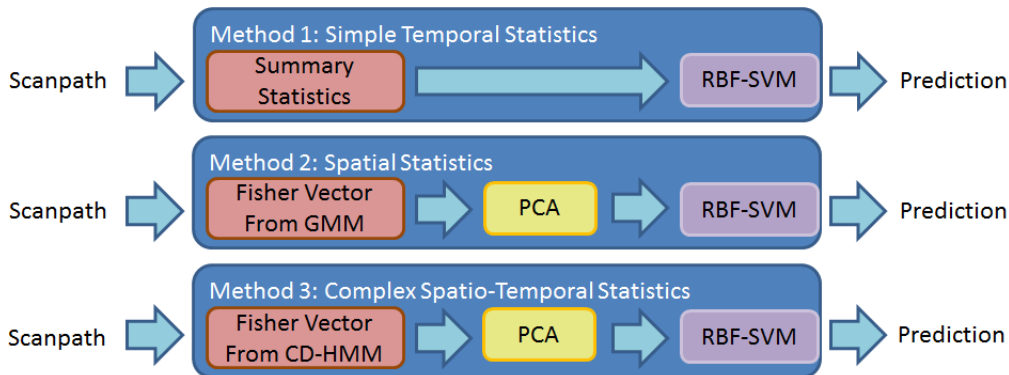 Method 1: Simple Temporal Statistics
Scanpath
Summary
Statistics
RBF-SVM
Prediction
Method 2: Spatial Statistics
Scanpath
Fisher Vector
From GMM
PCA
RBF-SVM
Prediction
Method 3: Complex Spatio-Temporal Statistics
Scanpath
Fisher Vector
From CD-HMM
PCA
RBF-SVM
Prediction